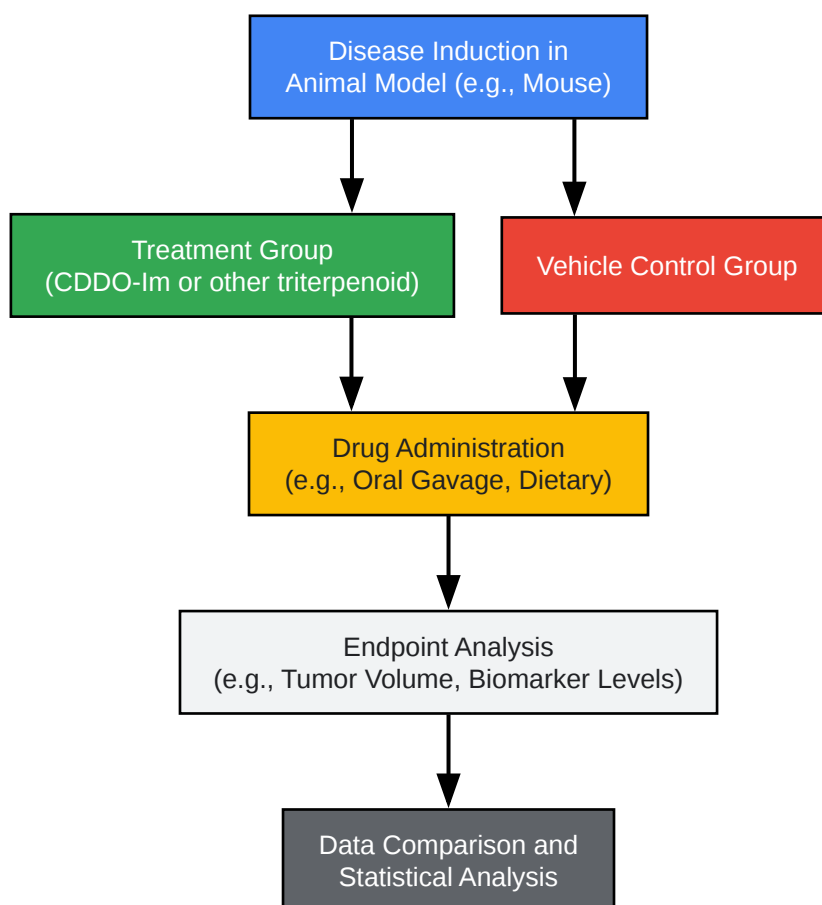 Disease Induction in
Animal Model (e.g., Mouse)
Treatment Group
(CDDO-Im or other triterpenoid)
Vehicle Control Group
Drug Administration
(e.g., Oral Gavage, Dietary)
Endpoint Analysis
(e.g., Tumor Volume, Biomarker Levels)
Data Comparison and
Statistical Analysis